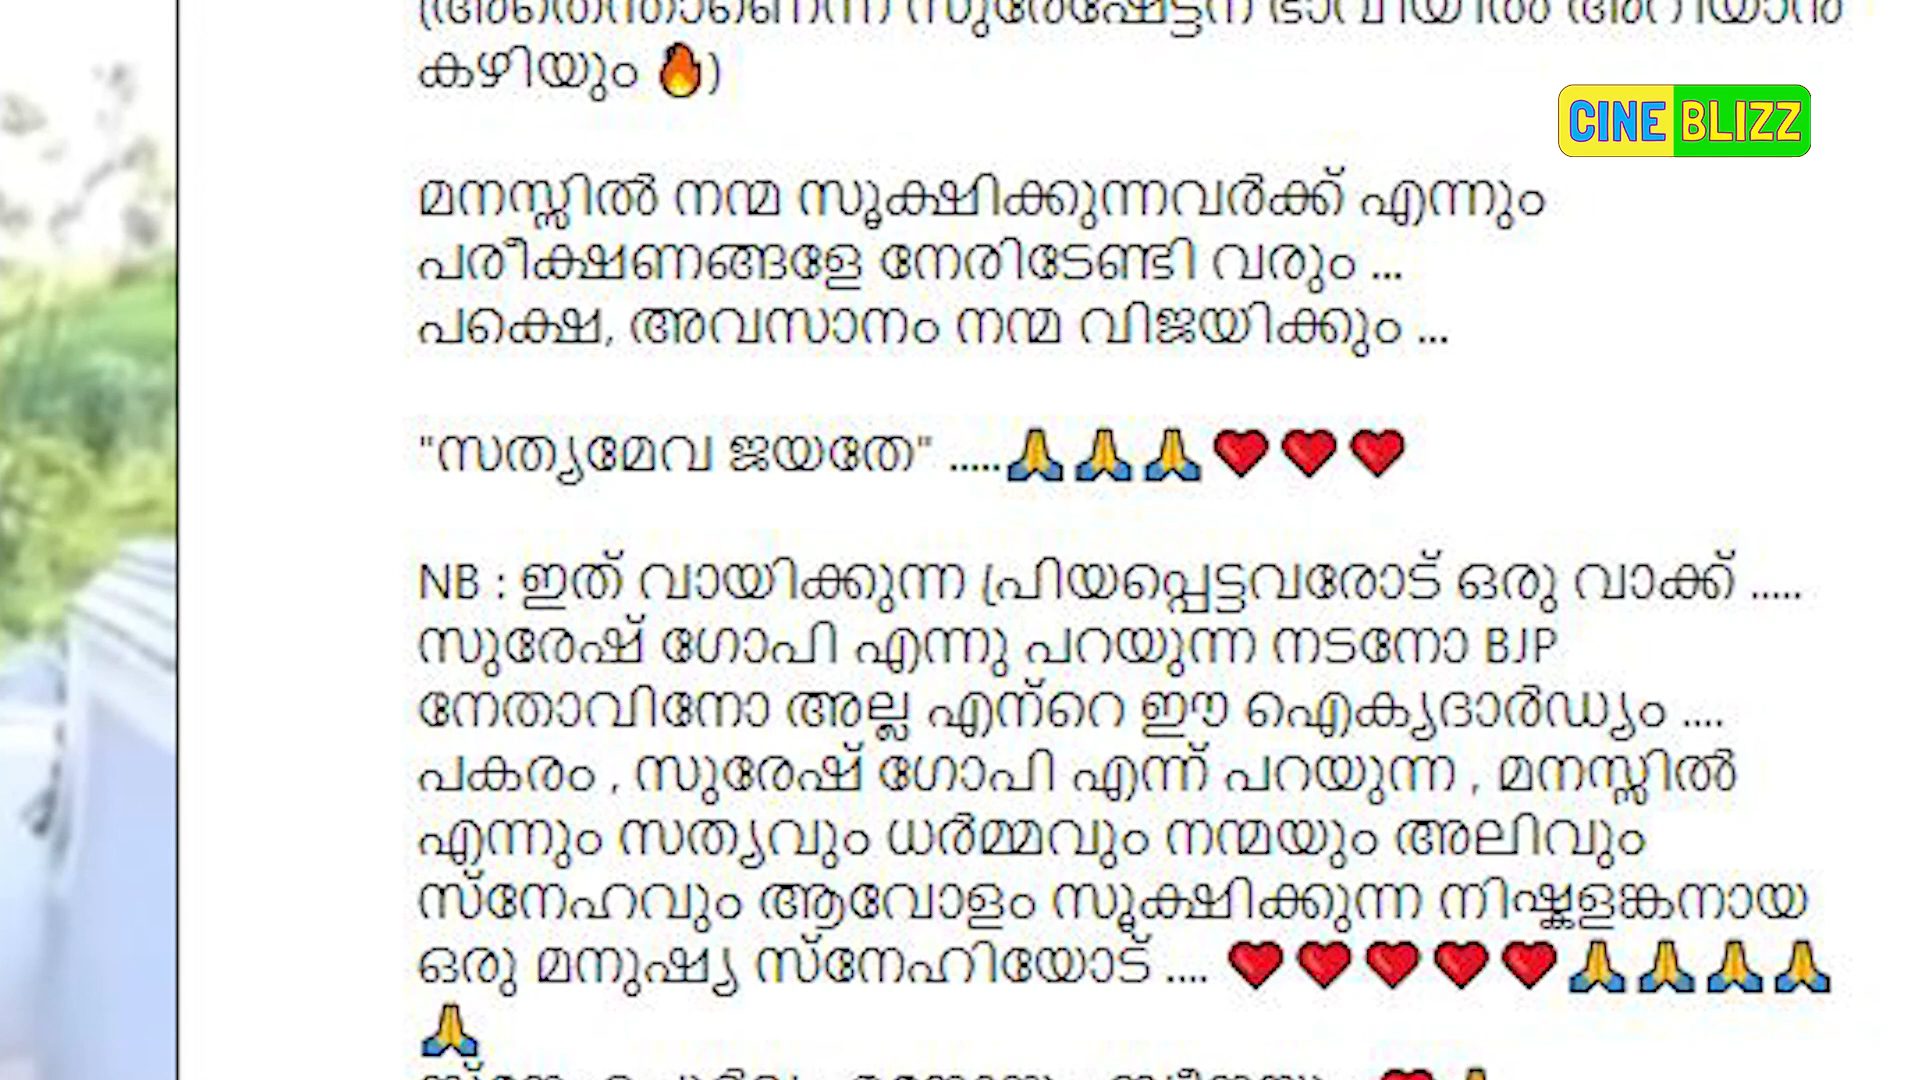 കഴിയും 🔥)
CINE BLIZZ
മനസ്സിൽ നന്മ സൂക്ഷിക്കുന്നവർക്ക് എന്നും
പരീക്ഷണങ്ങളേ നേരിടേണ്ടി വരും ...
പക്ഷെ, അവസാനം നന്മ വിജയിക്കും ...
"സത്യമേവ ജയതേ" .....🙏🙏🙏❤️❤️❤️
NB : ഇത് വായിക്കുന്ന പ്രിയപ്പെട്ടവരോട് ഒരു വാക്ക് .....
സുരേഷ് ഗോപി എന്നു പറയുന്ന നടനോ BJP
നേതാവിനോ അല്ല എന്റെ ഈ ഐക്യദാർഡ്യം ....
പകരം , സുരേഷ് ഗോപി എന്ന് പറയുന്ന , മനസ്സിൽ
എന്നും സത്യവും ധർമ്മവും നന്മയും അലിവും
സ്നേഹവും ആവോളം സൂക്ഷിക്കുന്ന നിഷ്കളങ്കനായ
ഒരു മനുഷ്യ സ്നേഹിയോട് .... ❤️❤️❤️❤️❤️🙏🙏🙏🙏
🙏